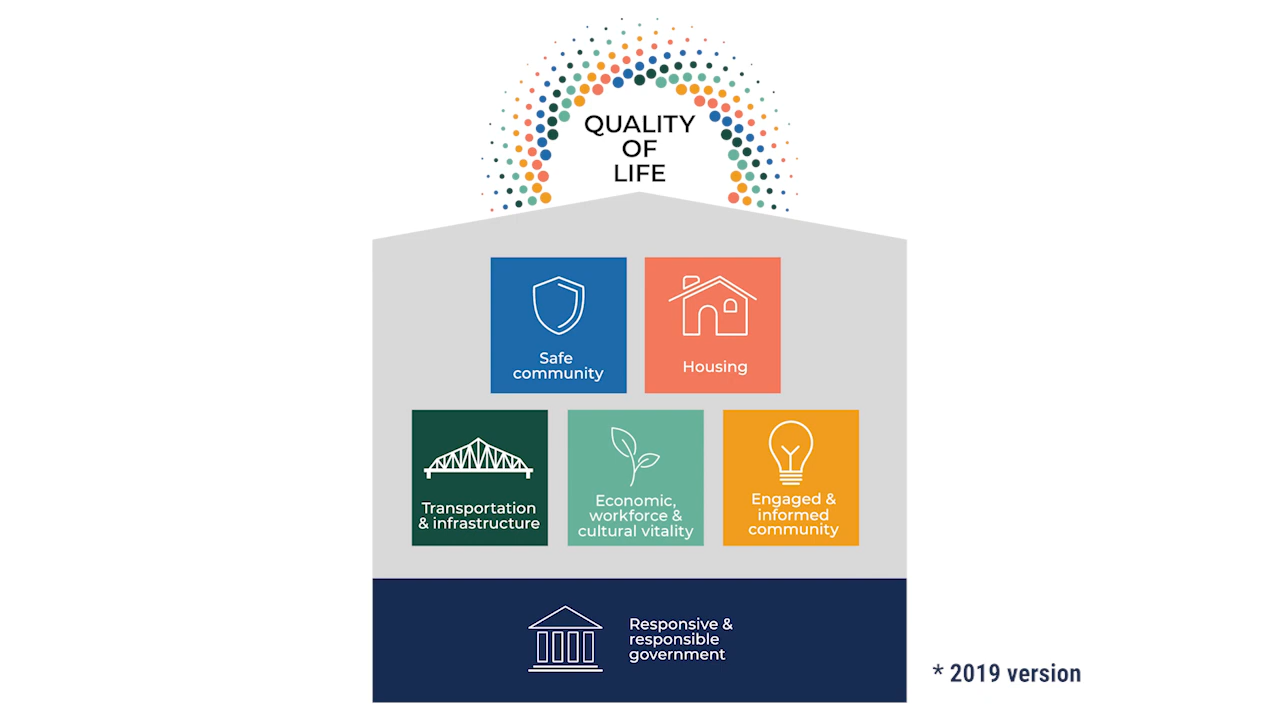 QUALITY
OF
LIFE
Safe
community
Housing
Transportation
& infrastructure
Economic,
workforce &
cultural vitality
Engaged &
informed
community
Responsive &
responsible
government
* 2019 version